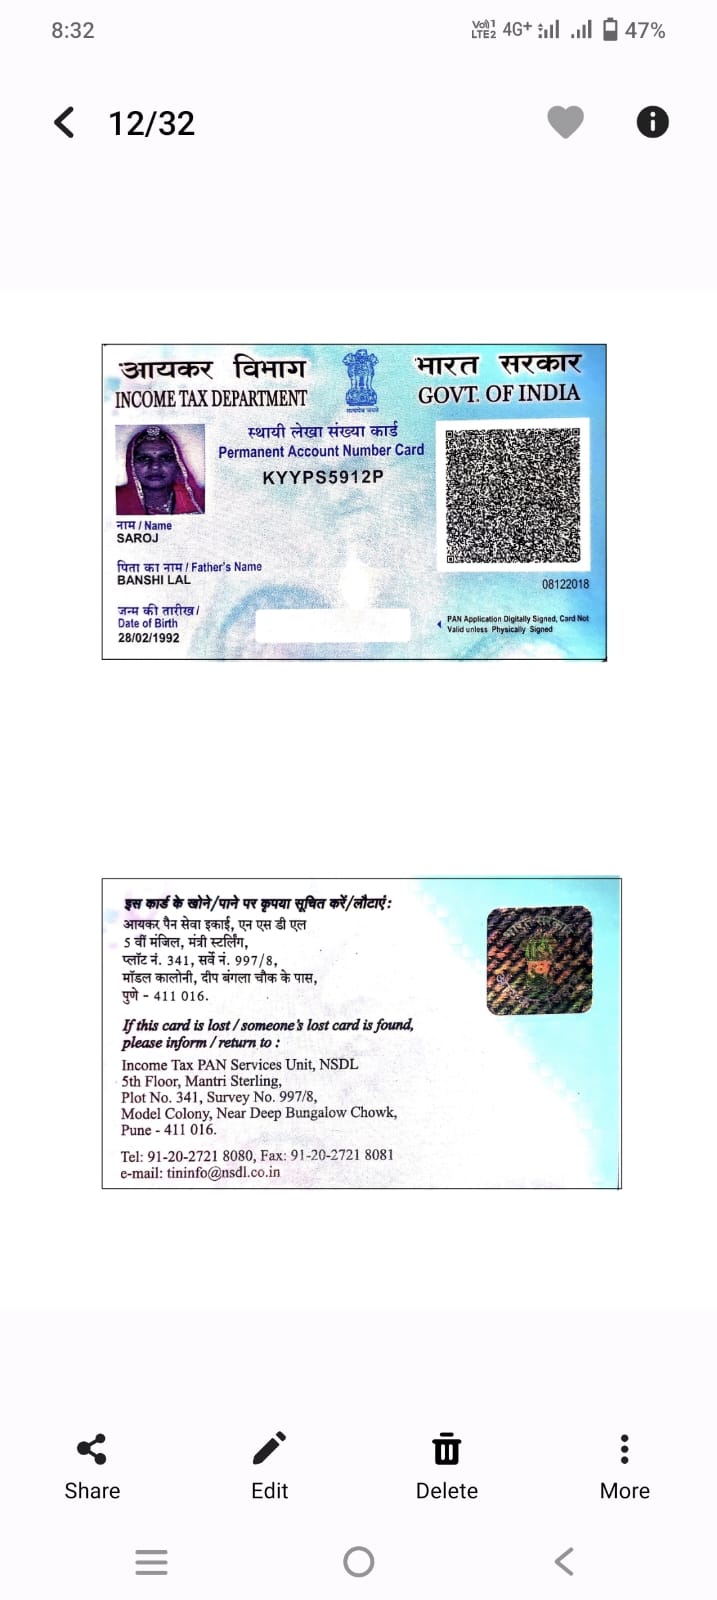 8:32
Vo)) 1
LTE2 4G+ 47%
12/32
आयकर विभाग
INCOME TAX DEPARTMENT
सत्यमेव जयते
भारत सरकार
GOVT. OF INDIA
स्थायी लेखा संख्या कार्ड
Permanent Account Number Card
KYYPS5912P
नाम / Name
SAROJ
पिता का नाम / Father's Name
BANSHI LAL
08122018
जन्म की तारीख /
Date of Birth
28/02/1992
PAN Application Digitally Signed, Card Not
Valid unless Physically Signed
इस कार्ड के खोने/पाने पर कृपया सूचित करें/लौटाएं:
आयकर पैन सेवा इकाई, एन एस डी एल
5 वीं मंजिल, मंत्री स्टर्लिंग,
प्लॉट नं. 341, सर्वे नं. 997/8,
मॉडल कालोनी, दीप बंगला चौक के पास,
पुणे - 411 016.
If this card is lost / someone's lost card is found,
please inform / return to :
Income Tax PAN Services Unit, NSDL
5th Floor, Mantri Sterling,
Plot No. 341, Survey No. 997/8,
Model Colony, Near Deep Bungalow Chowk,
Pune - 411 016.
Tel: 91-20-2721 8080, Fax: 91-20-2721 8081
e-mail: tininfo@nsdl.co.in
Share
Edit
Delete
More